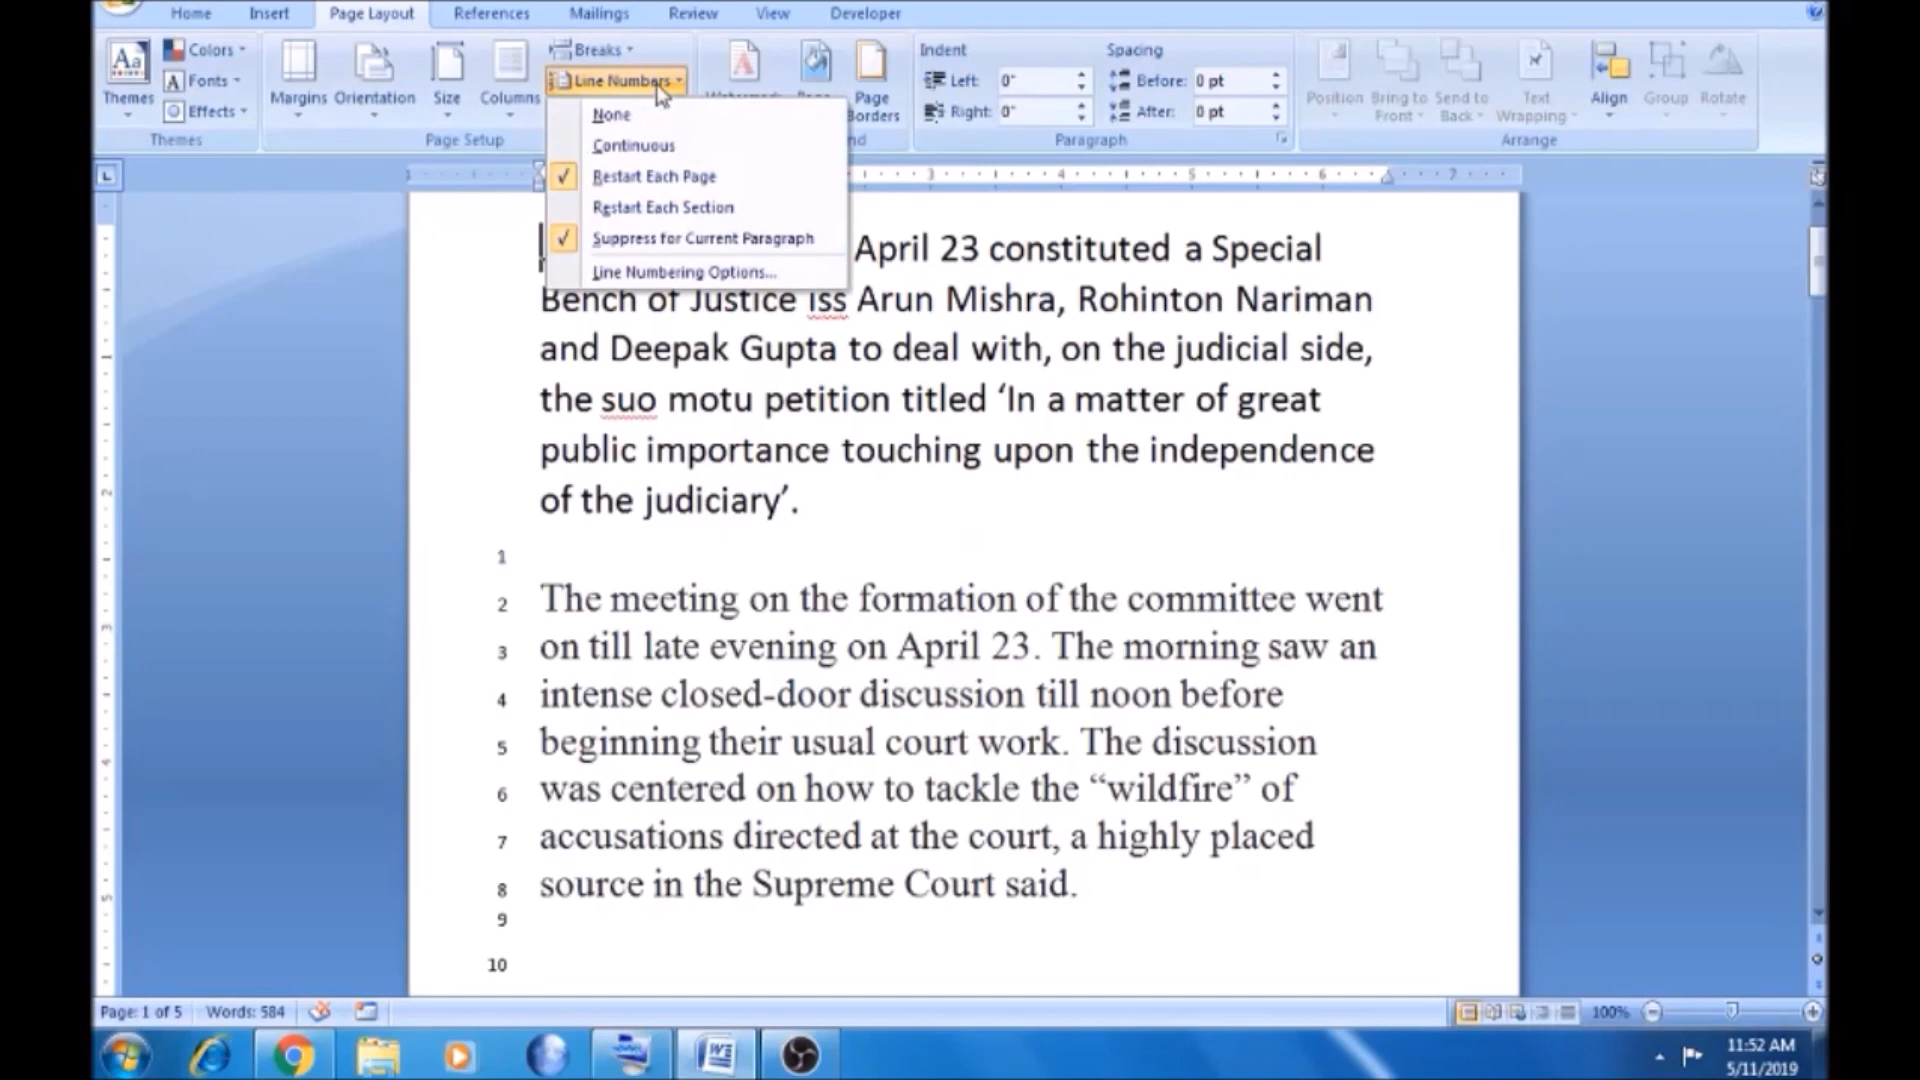 Home Insert Page Layout References Mailings Review View Developer
Aa Colors Breaks Indent Spacing
A Fonts Line Numbers A Left: 0" Before: 0 pt
Themes Effects Margins Orientation Size Columns Page Borders Right: 0" After: 0 pt Position Bring to Front Send to Back Text Wrapping Align Group Rotate
Themes Page Setup Paragraph Arrange
None
Continuous
Restart Each Page
Restart Each Section
Suppress for Current Paragraph
Line Numbering Options...
L 1 3 5 6 7
April 23 constituted a Special
Bench of Justice Iss Arun Mishra, Rohinton Nariman
and Deepak Gupta to deal with, on the judicial side,
the suo motu petition titled ‘In a matter of great
public importance touching upon the independence
of the judiciary’.
1
2 The meeting on the formation of the committee went
3 on till late evening on April 23. The morning saw an
4 intense closed-door discussion till noon before
5 beginning their usual court work. The discussion
6 was centered on how to tackle the “wildfire” of
7 accusations directed at the court, a highly placed
8 source in the Supreme Court said.
9
10
Page: 1 of 5 Words: 584 100%
11:52 AM
5/11/2019